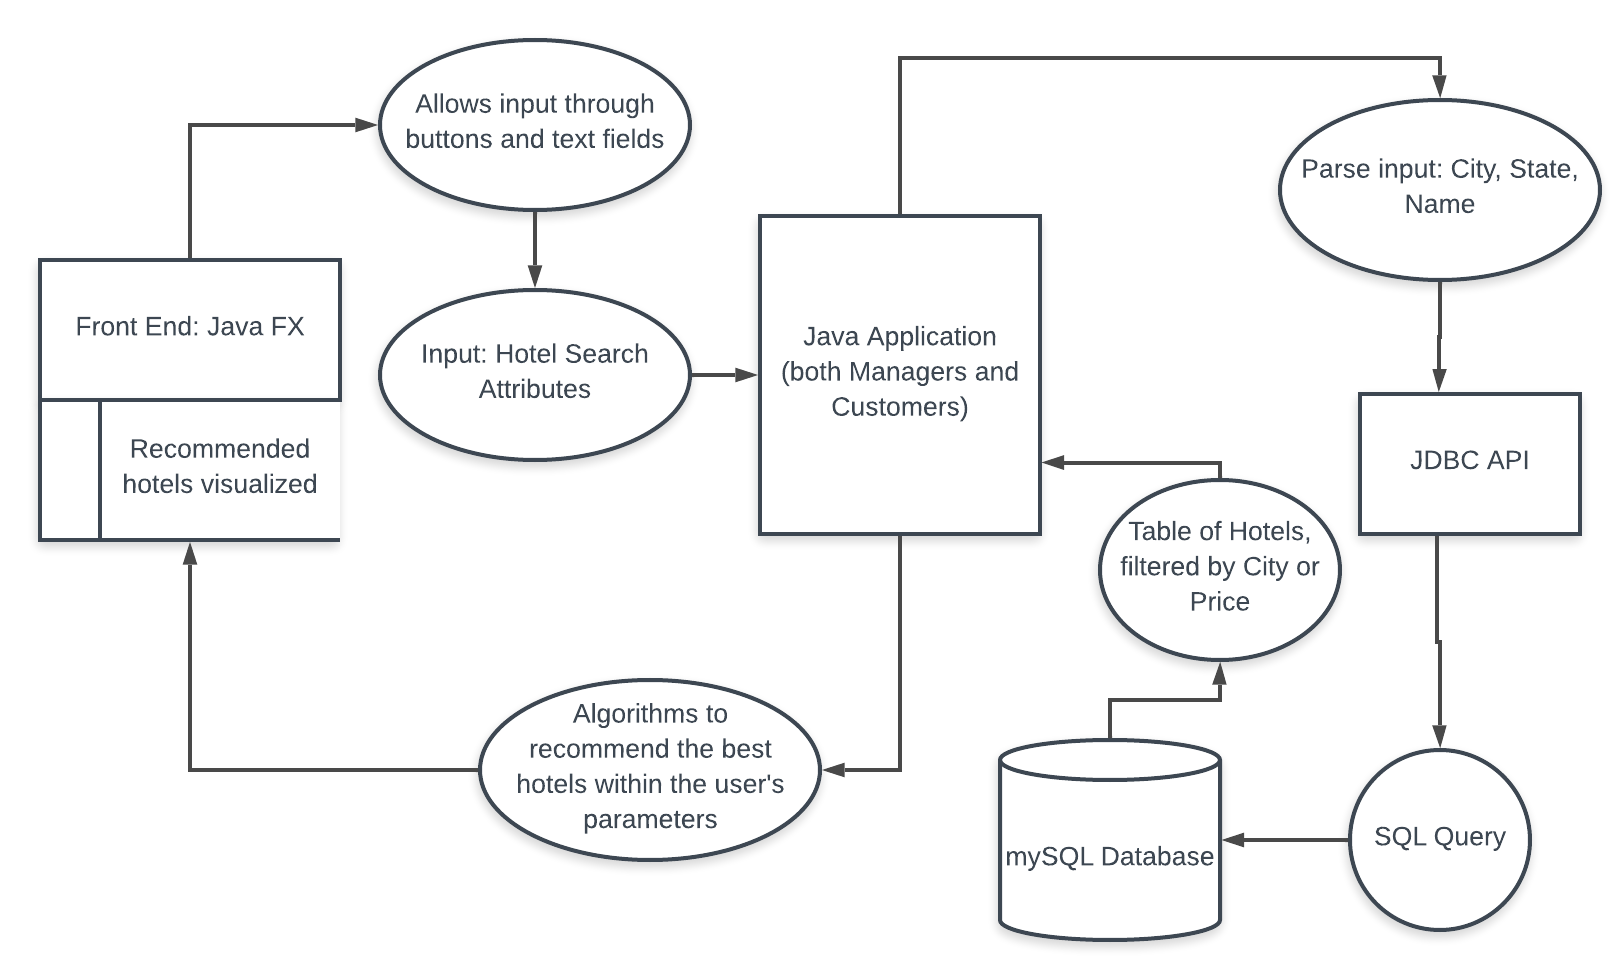 Allows input through
buttons and text fields
Parse input: City, State,
Name
Front End: Java FX
Input: Hotel Search
Attributes
Java Application
(both Managers and
Customers)
Recommended
hotels visualized
JDBC API
Table of Hotels,
filtered by City or
Price
Algorithms to
recommend the best
hotels within the user's
parameters
mySQL Database
SQL Query